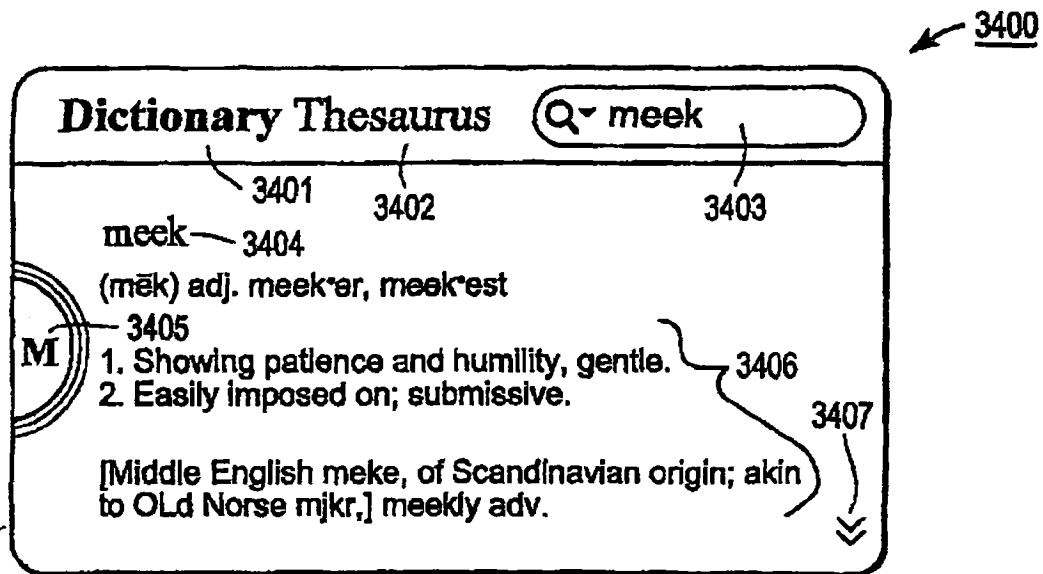 3400
Dictionary Thesaurus meek
3401 3402 3403
meek 3404
(mēk) adj. meek•er, meek•est
M 3405
1. Showing patience and humility, gentle.
2. Easily imposed on; submissive.
3406
3407
[Middle English meke, of Scandinavian origin; akin
to OLd Norse mjkr,] meekly adv.